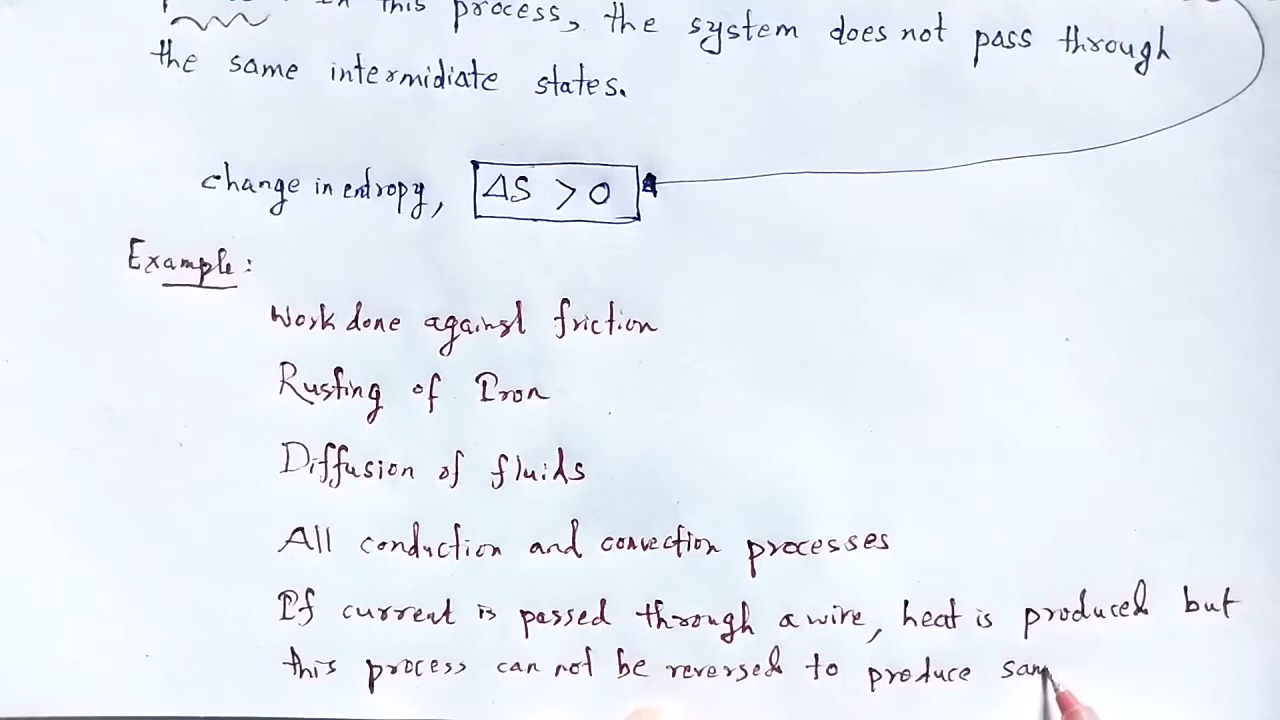 In this process, the system does not pass through
the same intermidiate states.
change in entropy, ΔS > 0
Example:
Work done against friction
Rusting of Iron
Diffusion of fluids
All conduction and convection processes
If current is passed through a wire, heat is produced but
this process can not be reversed to produce sam